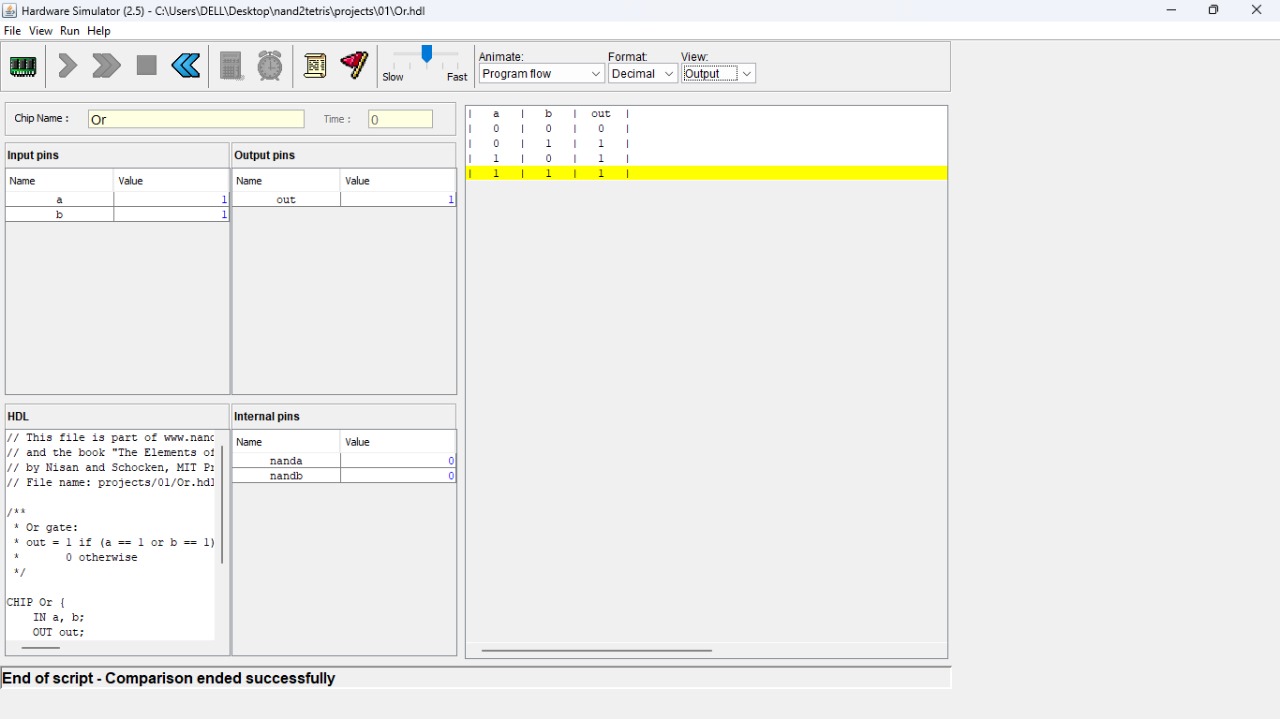 Hardware Simulator (2.5) - C:\Users\DELL\Desktop\nand2tetris\projects\01\Or.hdl
File View Run Help
Slow Fast
Animate: Format: View:
Program flow Decimal Output
Chip Name : Or Time : 0
Input pins
Name Value
a 1
b 1
Output pins
Name Value
out 1
HDL
// This file is part of www.nand
// and the book "The Elements of
// by Nisan and Schocken, MIT Pr
// File name: projects/01/Or.hdl
/**
* Or gate:
* out = 1 if (a == 1 or b == 1)
* 0 otherwise
*/
CHIP Or {
IN a, b;
OUT out;
Internal pins
Name Value
nanda 0
nandb 0
| a | b | out |
| 0 | 0 | 0 |
| 0 | 1 | 1 |
| 1 | 0 | 1 |
| 1 | 1 | 1 |
End of script - Comparison ended successfully